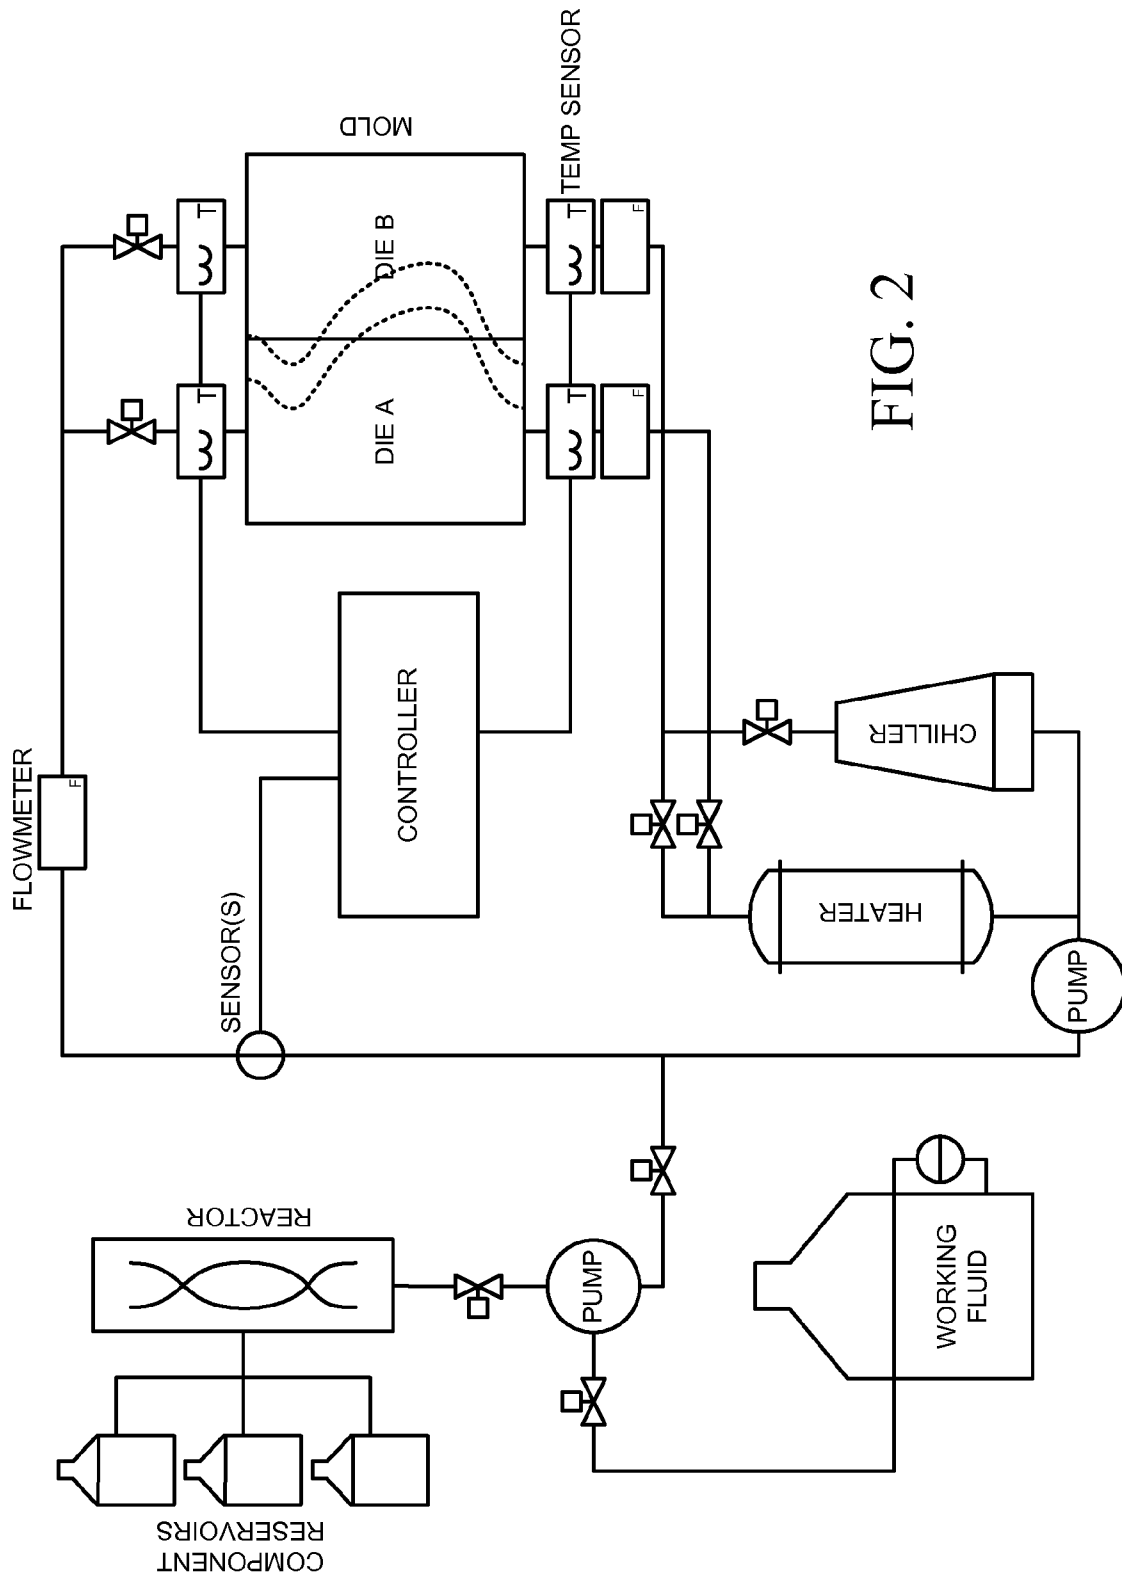 COMPONENT
RESERVOIRS
REACTOR
SENSOR(S)
FLOWMETER
F
CONTROLLER
PUMP
WORKING
FLUID
PUMP
HEATER
CHILLER
T
T
DIE A
DIE B
MOLD
T
T
TEMP SENSOR
F
F
FIG. 2